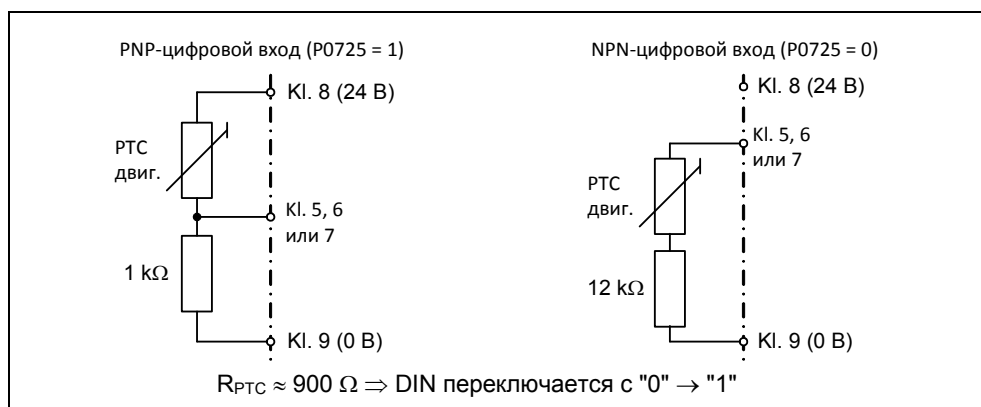 PNP-цифровой вход (P0725 = 1)
Kl. 8 (24 В)
РТС
двиг.
Kl. 5, 6
или 7
1 kΩ
Kl. 9 (0 В)
NPN-цифровой вход (P0725 = 0)
Kl. 8 (24 В)
Kl. 5, 6
или 7
РТС
двиг.
12 kΩ
Kl. 9 (0 В)
RPTC ≈ 900 Ω ⇒ DIN переключается с "0" → "1"